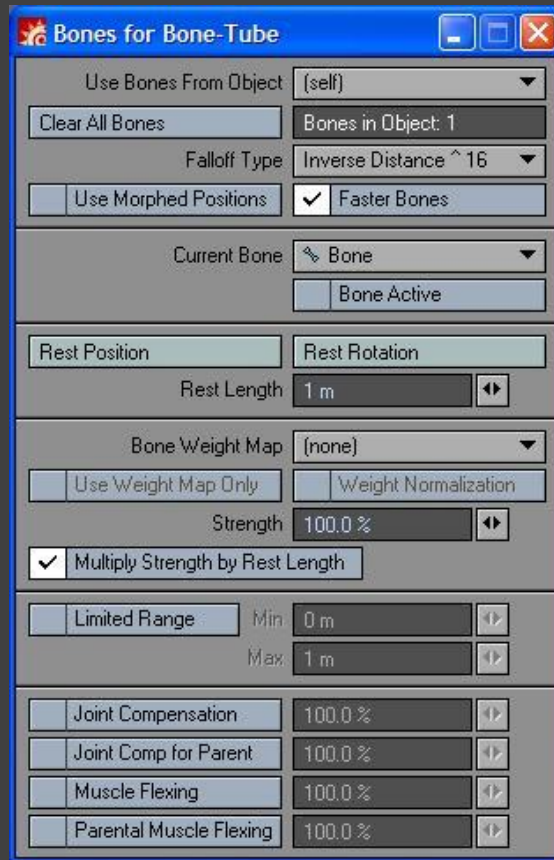 Bones for Bone-Tube
Use Bones From Object (self)
Clear All Bones Bones in Object: 1
Falloff Type Inverse Distance ^ 16
Use Morphed Positions Faster Bones
Current Bone Bone
Bone Active
Rest Position Rest Rotation
Rest Length 1 m
Bone Weight Map (none)
Use Weight Map Only Weight Normalization
Strength 100.0 %
Multiply Strength by Rest Length
Limited Range Min 0 m
Max 1 m
Joint Compensation 100.0 %
Joint Comp for Parent 100.0 %
Muscle Flexing 100.0 %
Parental Muscle Flexing 100.0 %